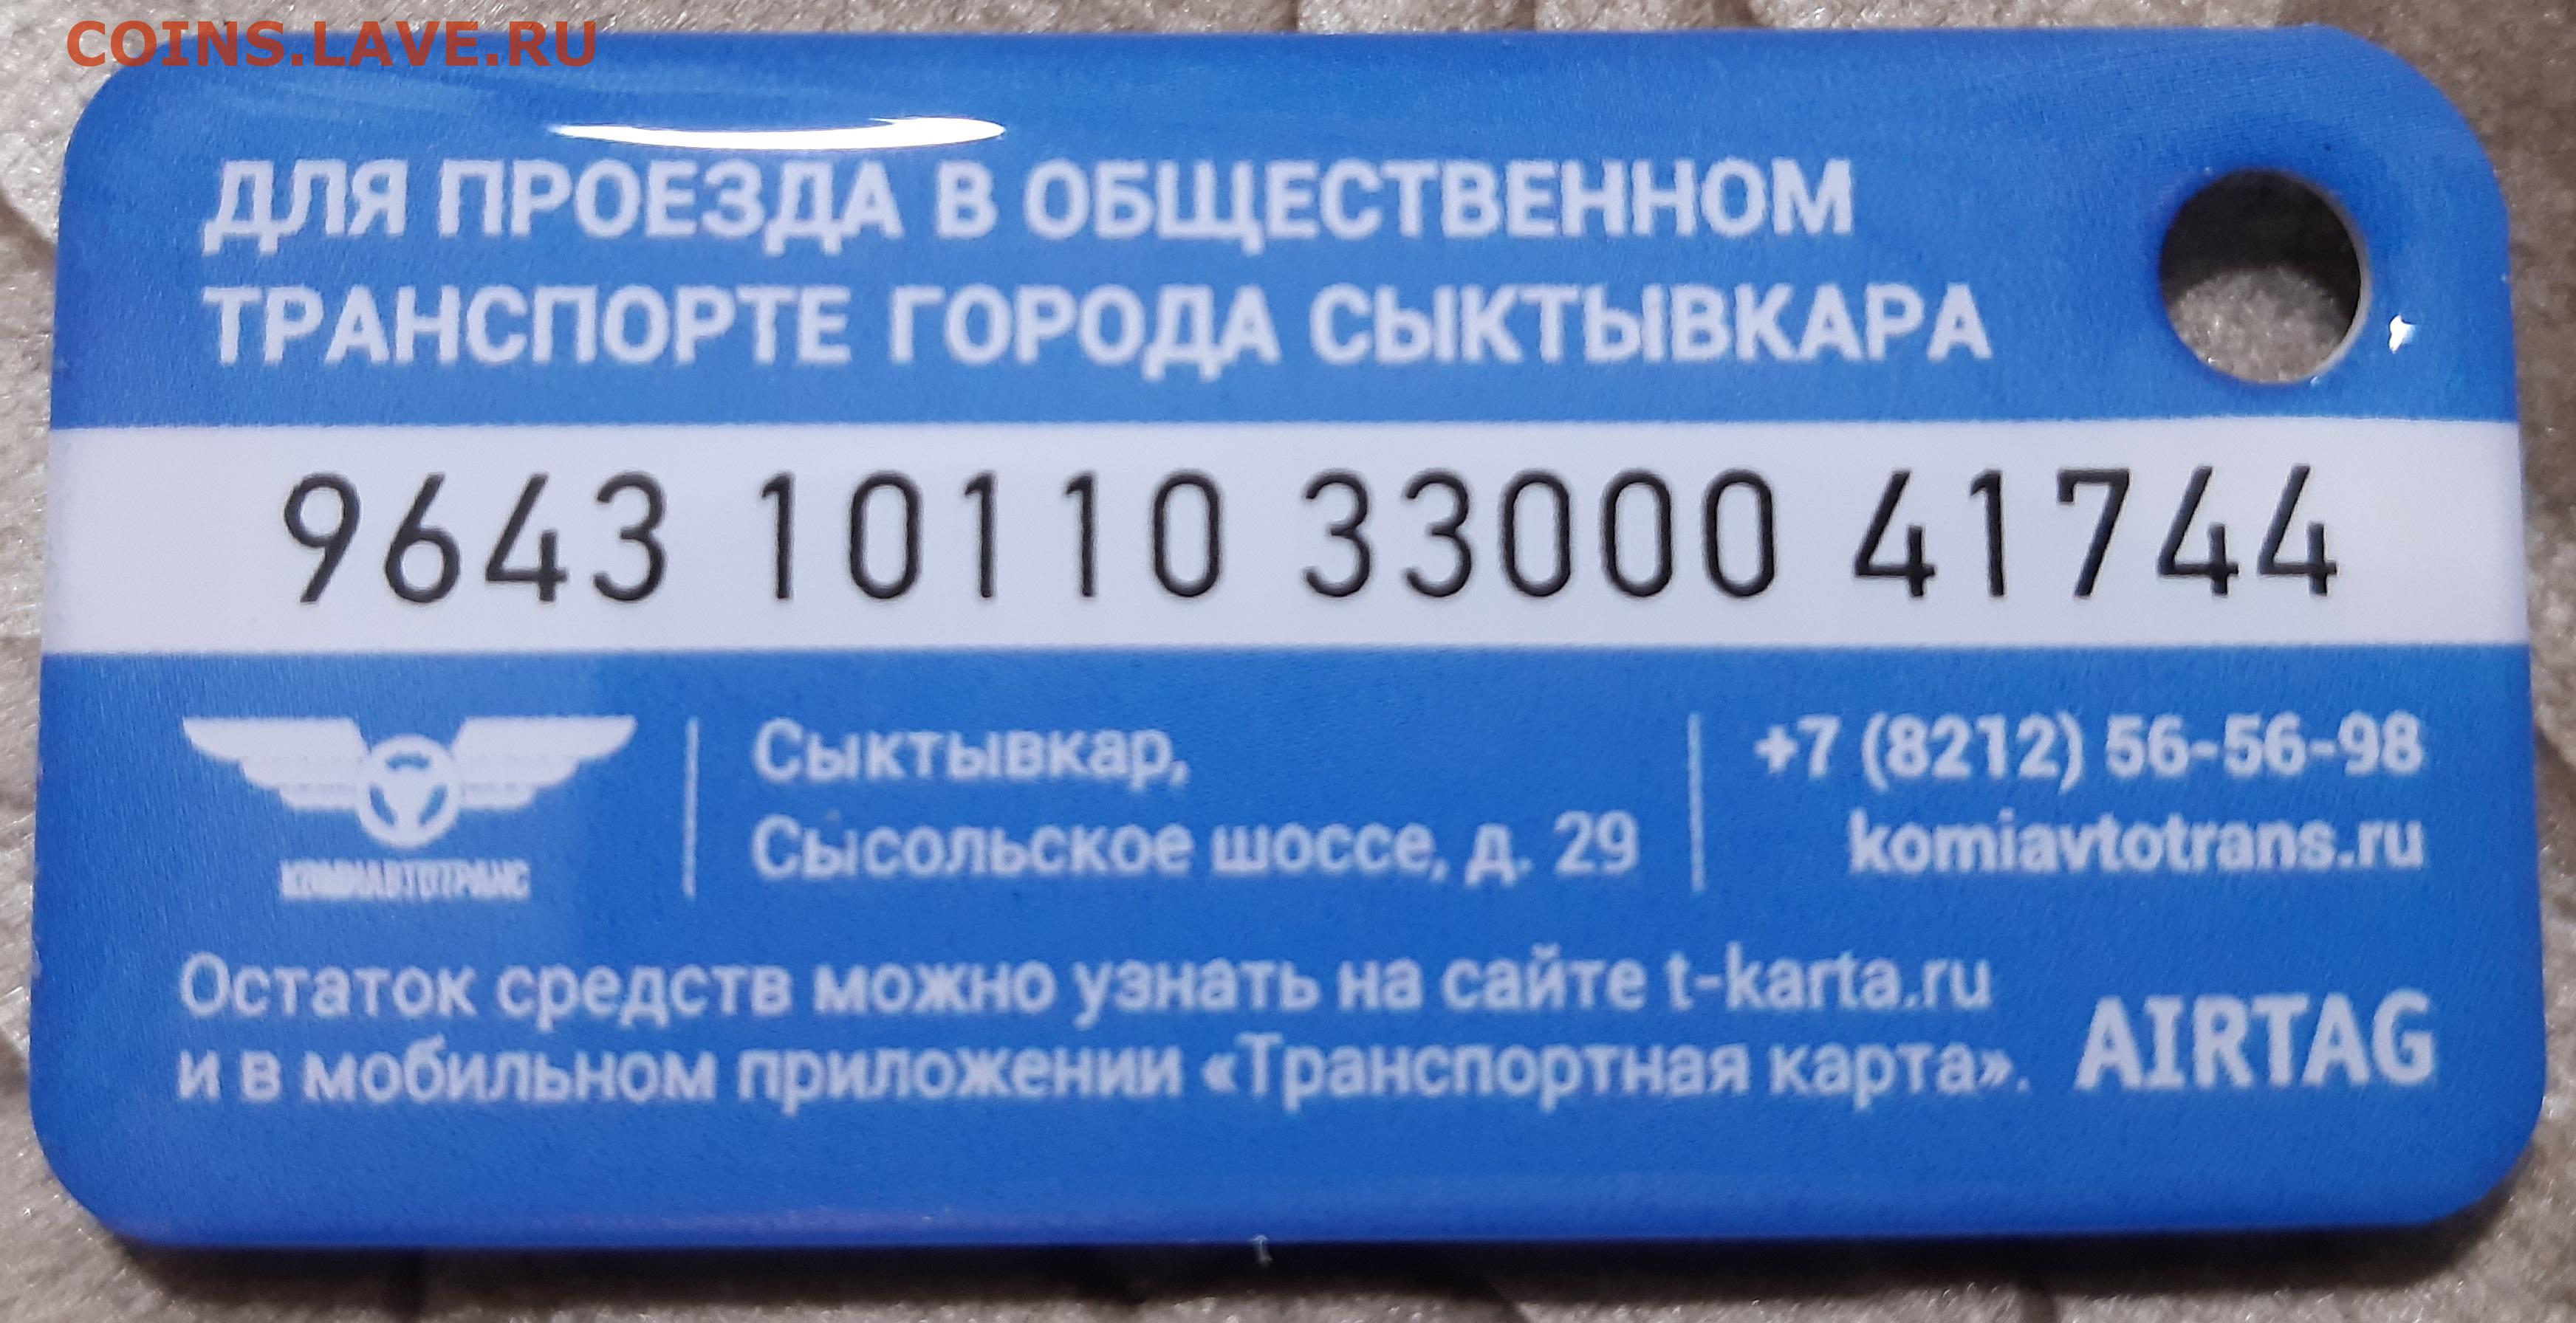 COINS.LAVE.RU
ДЛЯ ПРОЕЗДА В ОБЩЕСТВЕННОМ
ТРАНСПОРТЕ ГОРОДА СЫКТЫВКАРА
9643 10110 33000 41744
КОМИАВТОТРАНС
Сыктывкар,
Сысольское шоссе, д. 29
+7 (8212) 56-56-98
komiavtotrans.ru
Остаток средств можно узнать на сайте t-karta.ru
и в мобильном приложении «Транспортная карта».
AIRTAG